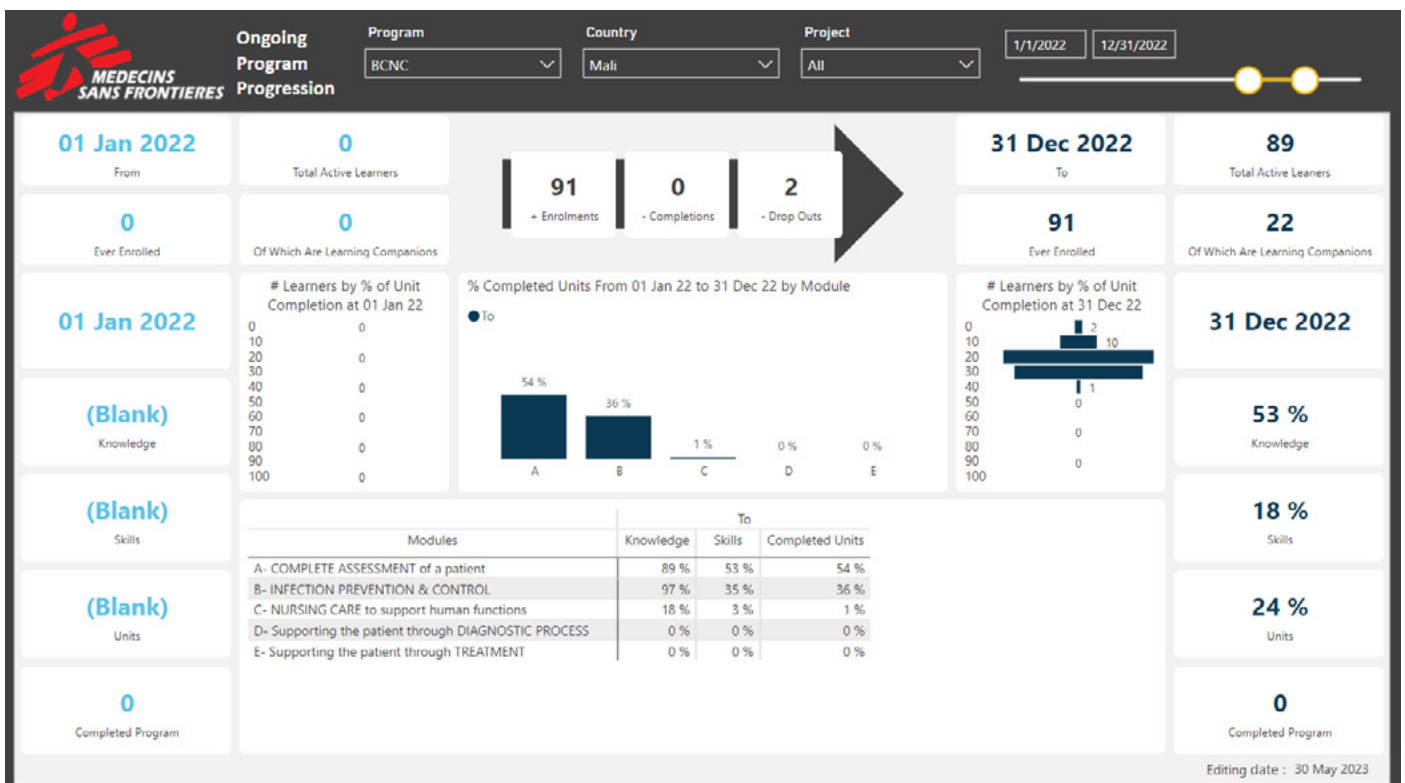 MEDECINS
SANS FRONTIERES
Ongoing
Program
Progression
Program
BCNC
Country
Mali
Project
All
1/1/2022
12/31/2022
01 Jan 2022
From
0
Total Active Learners
91
+ Enrolments
0
- Completions
2
- Drop Outs
31 Dec 2022
To
89
Total Active Leaners
0
Ever Enrolled
0
Of Which Are Learning Companions
91
Ever Enrolled
22
Of Which Are Learning Companions
01 Jan 2022
# Learners by % of Unit
Completion at 01 Jan 22
0 0
10
20 0
30
40 0
50
60 0
70
80 0
90
100 0
% Completed Units From 01 Jan 22 to 31 Dec 22 by Module
To
54 %
36 %
1 %
0 %
0 %
A B C D E
# Learners by % of Unit
Completion at 31 Dec 22
0 2
10 10
20
30
40 1
50 0
60
70 0
80
90 0
100
31 Dec 2022
(Blank)
Knowledge
(Blank)
Skills
(Blank)
Units
0
Completed Program
To
Modules Knowledge Skills Completed Units
A- COMPLETE ASSESSMENT of a patient 89 % 53 % 54 %
B- INFECTION PREVENTION & CONTROL 97 % 35 % 36 %
C- NURSING CARE to support human functions 18 % 3 % 1 %
D- Supporting the patient through DIAGNOSTIC PROCESS 0 % 0 % 0 %
E- Supporting the patient through TREATMENT 0 % 0 % 0 %
53 %
Knowledge
18 %
Skills
24 %
Units
0
Completed Program
Editing date : 30 May 2023